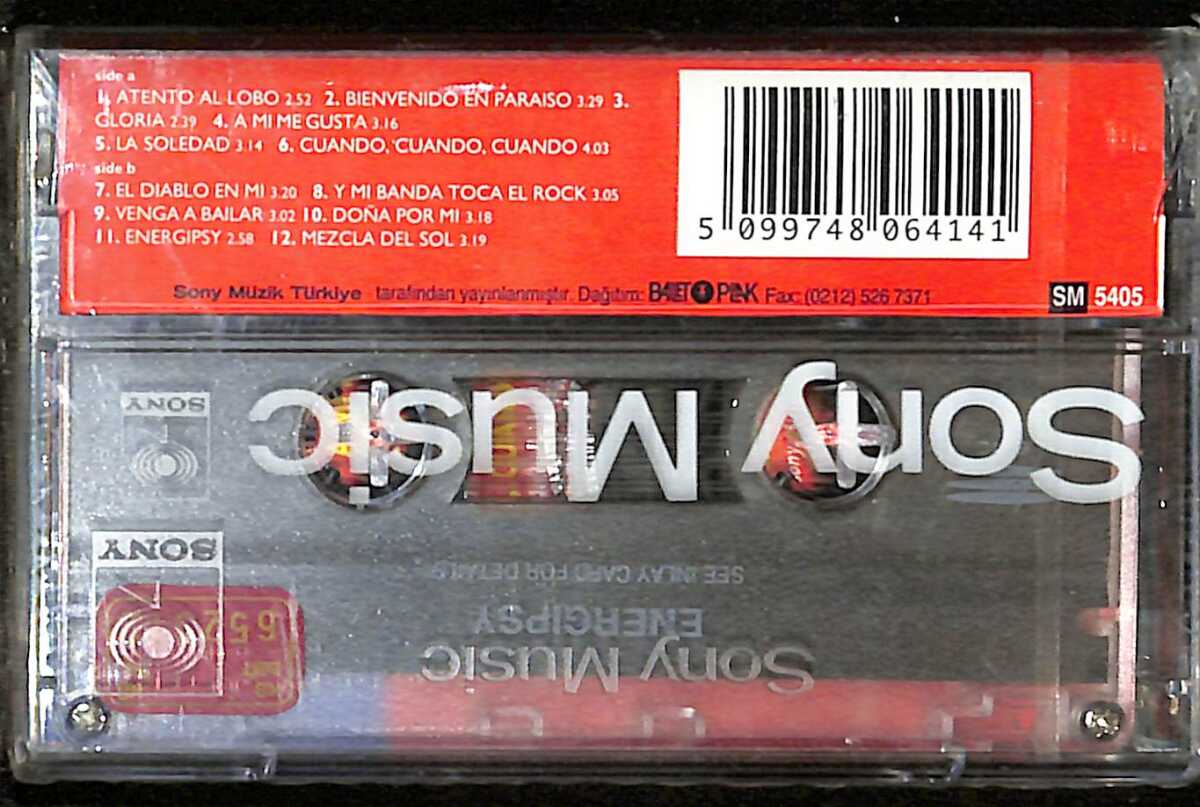 side a
1. ATENTO AL LOBO 2.52 2. BIENVENIDO EN PARAISO 3.29 3.
GLORIA 2.39 4. A MI ME GUSTA 3.16
5. LA SOLEDAD 3.14 6. CUANDO, CUANDO, CUANDO 4.03
side b
7. EL DIABLO EN MI 3.20 8. Y MI BANDA TOCA EL ROCK 3.05
9. VENGA A BAILAR 3.02 10. DOÑA POR MI 3.18
11. ENERGIPSY 2.58 12. MEZCLA DEL SOL 3.19
5 099748 064141
Sony Müzik Türkiye tarafından yayınlanmıştır. Dağıtım: BALET PLAK Fax: (0212) 526 7371
SM 5405
Sony Music
SONY
SONY
SEE INLAY CARD FOR DETAILS
ENERGIPSY
Sony Music
652